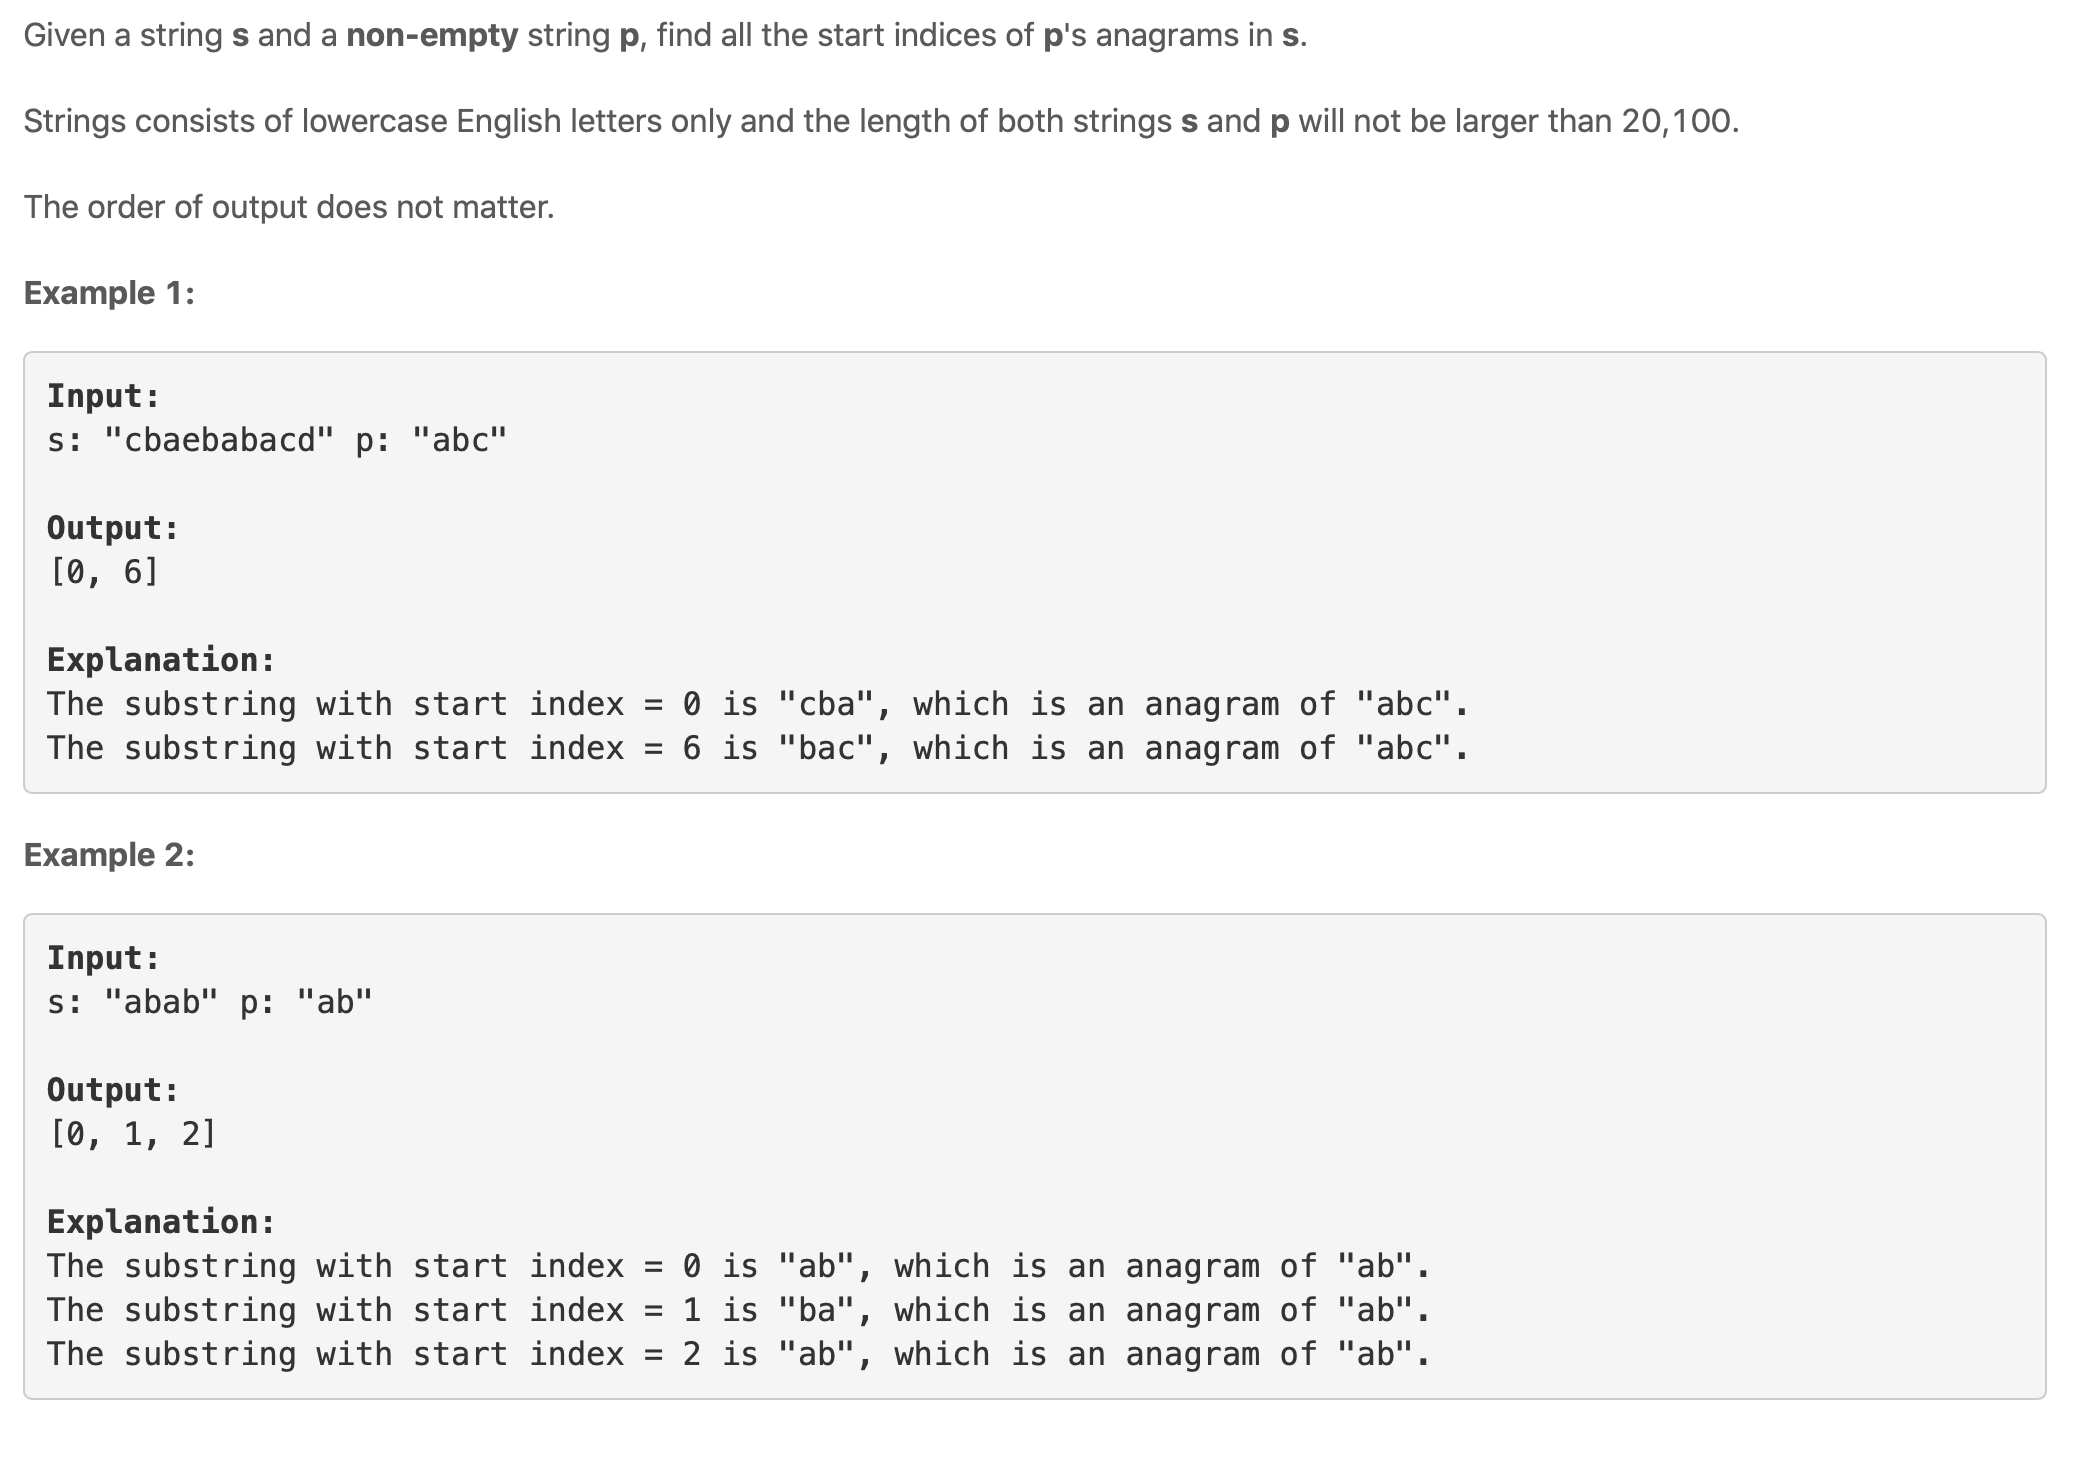 Given a string s and a non-empty string p, find all the start indices of p's anagrams in s.
Strings consists of lowercase English letters only and the length of both strings s and p will not be larger than 20,100.
The order of output does not matter.
Example 1:
Input:
s: "cbaebabacd" p: "abc"
Output:
[0, 6]
Explanation:
The substring with start index = 0 is "cba", which is an anagram of "abc".
The substring with start index = 6 is "bac", which is an anagram of "abc".
Example 2:
Input:
s: "abab" p: "ab"
Output:
[0, 1, 2]
Explanation:
The substring with start index = 0 is "ab", which is an anagram of "ab".
The substring with start index = 1 is "ba", which is an anagram of "ab".
The substring with start index = 2 is "ab", which is an anagram of "ab".